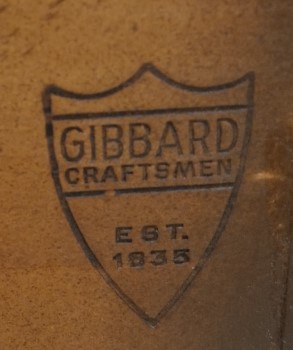 GIBBARD
CRAFTSMEN
EST.
1835